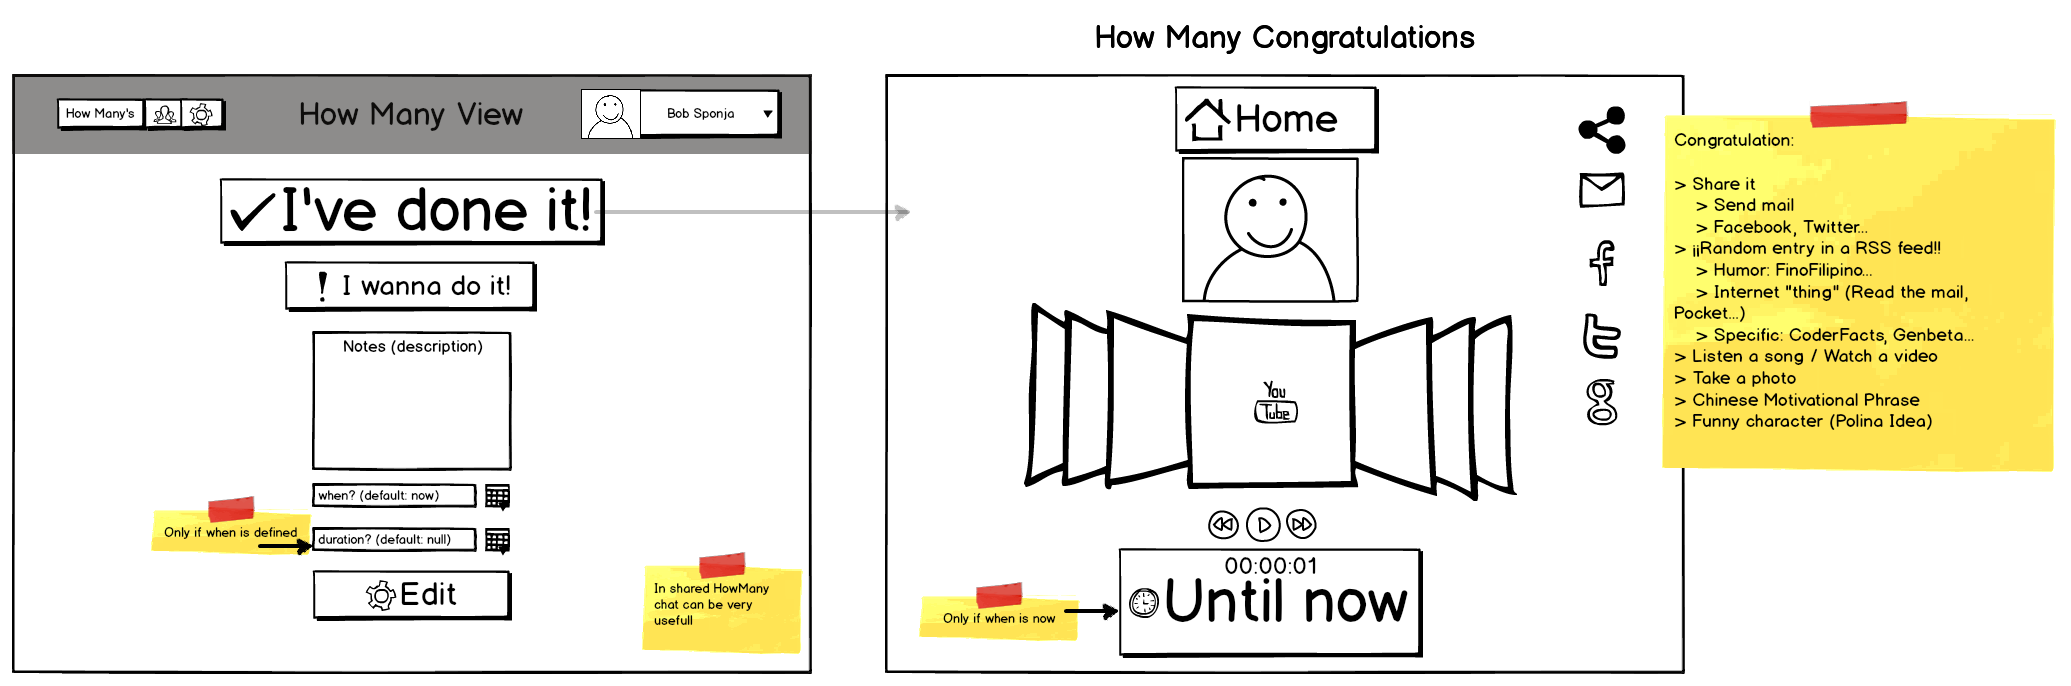 How Many Congratulations
How Many's
How Many View
Bob Sponja
I've done it!
! I wanna do it!
Notes (description)
when? (default: now)
Only if when is defined
duration? (default: null)
Edit
In shared HowMany
chat can be very
usefull
Home
You
Tube
00:00:01
Until now
Only if when is now
Congratulation:
> Share it
> Send mail
> Facebook, Twitter...
> ¡¡Random entry in a RSS feed!!
> Humor: FinoFilipino...
> Internet "thing" (Read the mail,
Pocket...)
> Specific: CoderFacts, Genbeta...
> Listen a song / Watch a video
> Take a photo
> Chinese Motivational Phrase
> Funny character (Polina Idea)